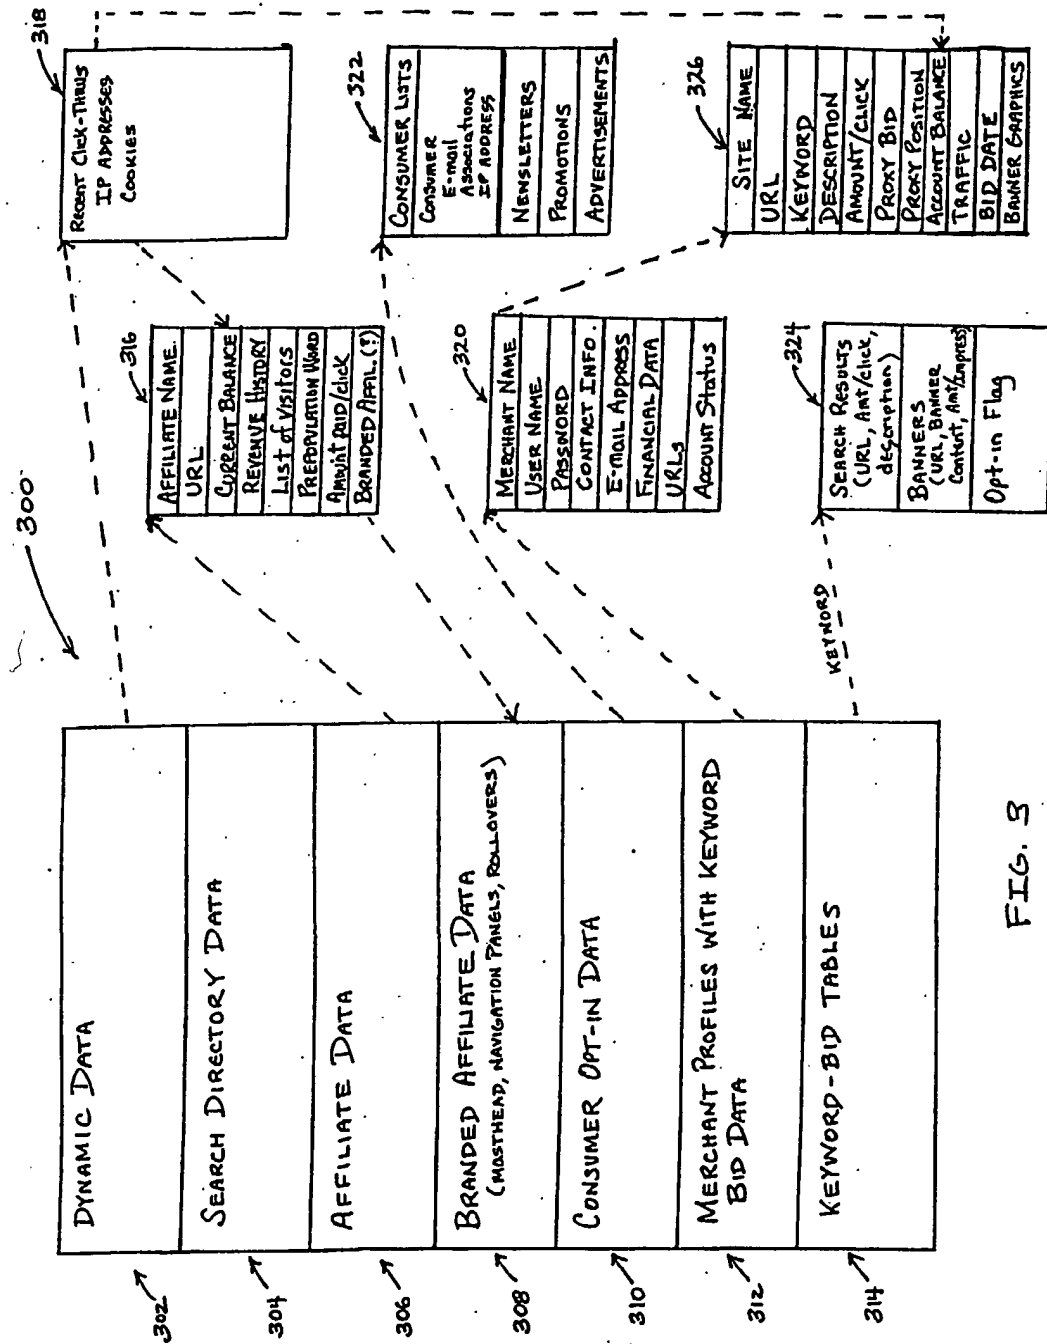 300
302
DYNAMIC DATA
304
SEARCH DIRECTORY DATA
306
AFFILIATE DATA
308
BRANDED AFFILIATE DATA
(MASTHEAD, NAVIGATION PANELS, ROLLOVERS)
310
CONSUMER OPT-IN DATA
312
MERCHANT PROFILES WITH KEYWORD
BID DATA
314
KEYWORD-BID TABLES
KEYWORD
316
AFFILIATE NAME
URL
CURRENT BALANCE
REVENUE HISTORY
List of Visitors
PREPOPULATION WORD
Amount paid/click
BRANDED AFFIL. (?)
318
Recent Click-Thrus
IP ADDRESSES
Cookies
320
MERCHANT NAME
USER NAME
PASSWORD
CONTACT INFO.
E-mail ADDRESS
FINANCIAL DATA
URLs
Account Status
322
CONSUMER LISTS
Consumer
E-mail
Associations
IP ADDRESS
NEWSLETTERS
PROMOTIONS
ADVERTISEMENTS
324
SEARCH RESULTS
(URL, Amt/click,
description)
BANNERS
(URL, BANNER
Content, Amt/Impress)
Opt-in Flag
326
SITE NAME
URL
KEYWORD
DESCRIPTION
AMOUNT/CLICK
PROXY BID
PROXY POSITION
ACCOUNT BALANCE
TRAFFIC
BID DATE
BANNER GRAPHICS
FIG. 3